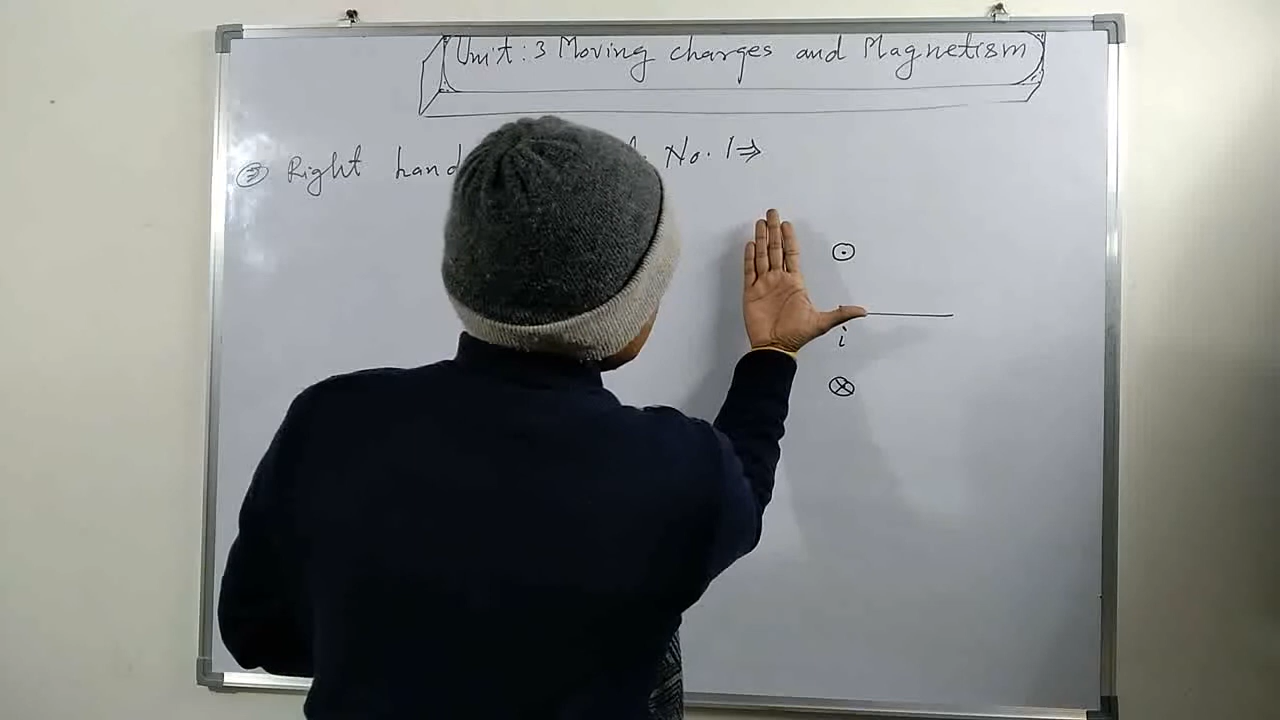 Unit: 3 Moving charges and Magnetism
③ Right hand No. 1 ⇒
i